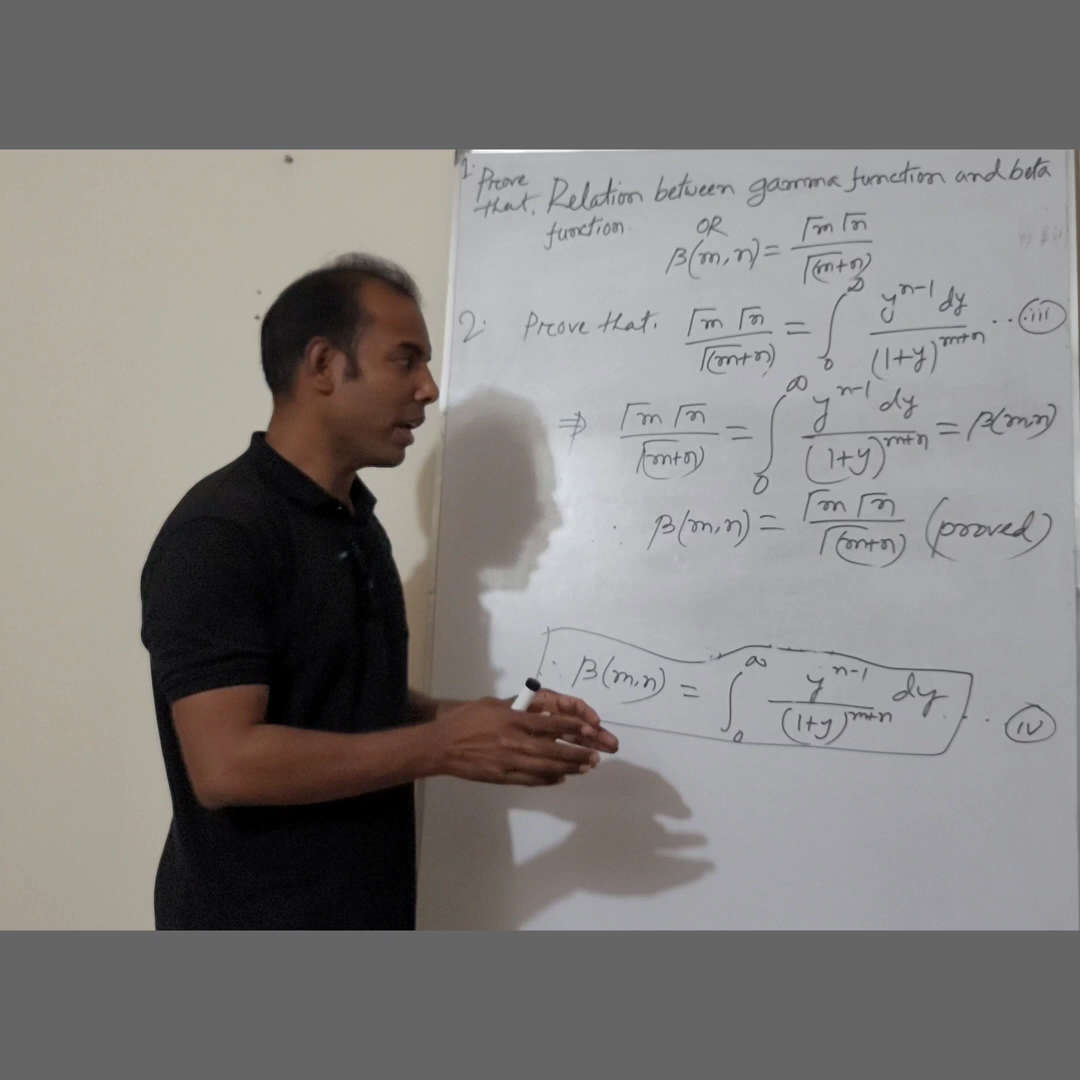 1. Prove that. Relation between gamma function and beta function.
OR
β(m,n) = Γm Γn / Γ(m+n)
2. Prove that. Γm Γn / Γ(m+n) = ∫₀^∞ y^(n-1) dy / (1+y)^(m+n) .. (iii)
⇒ Γm Γn / Γ(m+n) = ∫₀^∞ y^(n-1) dy / (1+y)^(m+n) = β(m,n)
β(m,n) = Γm Γn / Γ(m+n) (proved)
∴ β(m,n) = ∫₀^∞ y^(n-1) / (1+y)^(m+n) dy .. (iv)